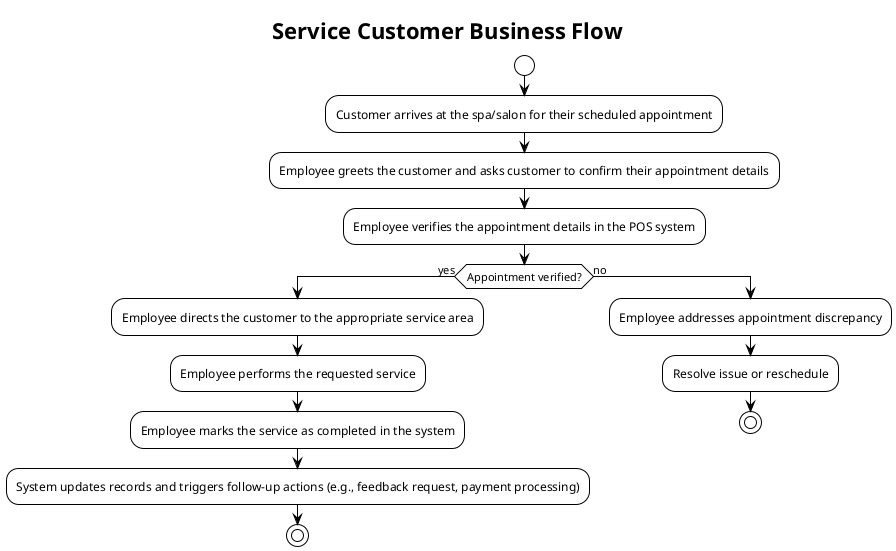 Service Customer Business Flow
Customer arrives at the spa/salon for their scheduled appointment
Employee greets the customer and asks customer to confirm their appointment details
Employee verifies the appointment details in the POS system
yes
Appointment verified?
no
Employee directs the customer to the appropriate service area
Employee performs the requested service
Employee marks the service as completed in the system
System updates records and triggers follow-up actions (e.g., feedback request, payment processing)
Employee addresses appointment discrepancy
Resolve issue or reschedule